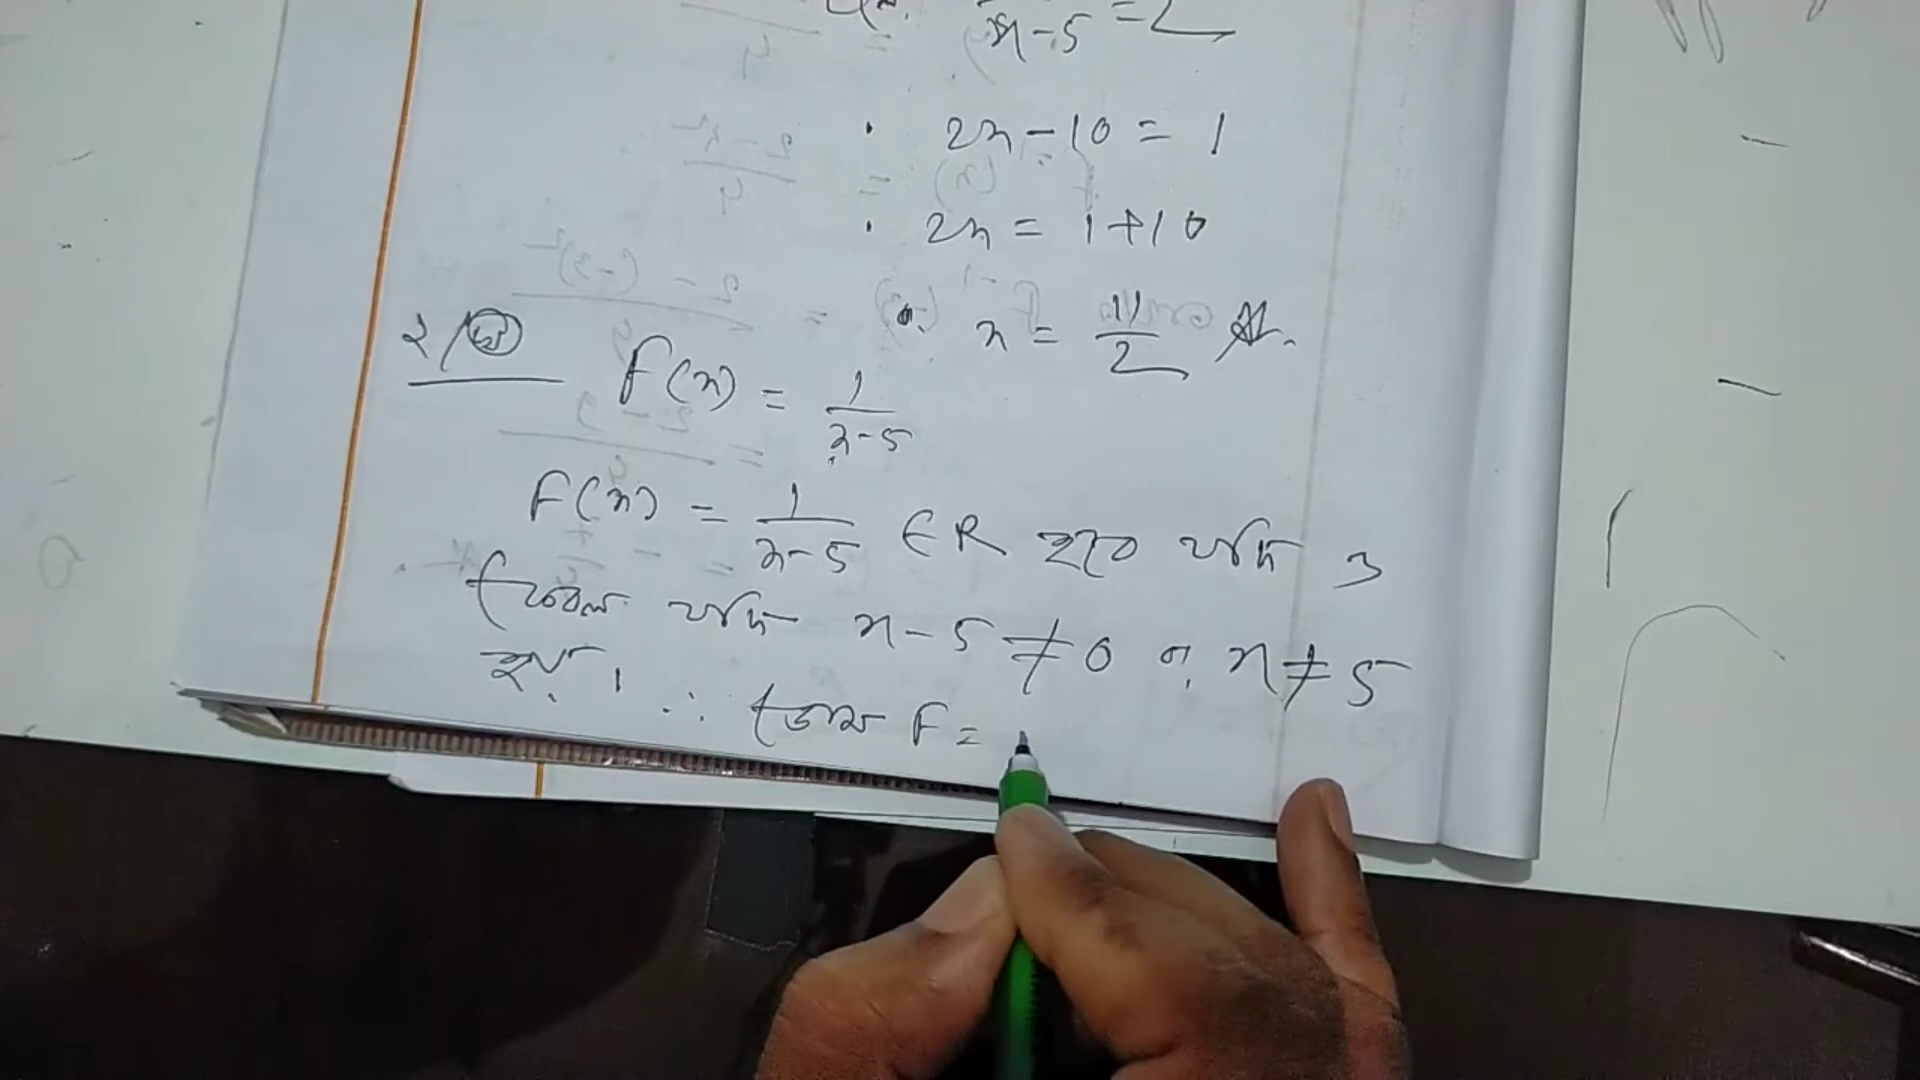 x-5 = 2
2x - 10 = 1
2x = 1 + 10
x = 11/2
২/
F(x) = 1/(x-5)
F(x) = 1/(x-5) ∈ R হবে যদি ও
কেবল যদি x - 5 ≠ 0 বা x ≠ 5
হয়।
∴ ডোম F =